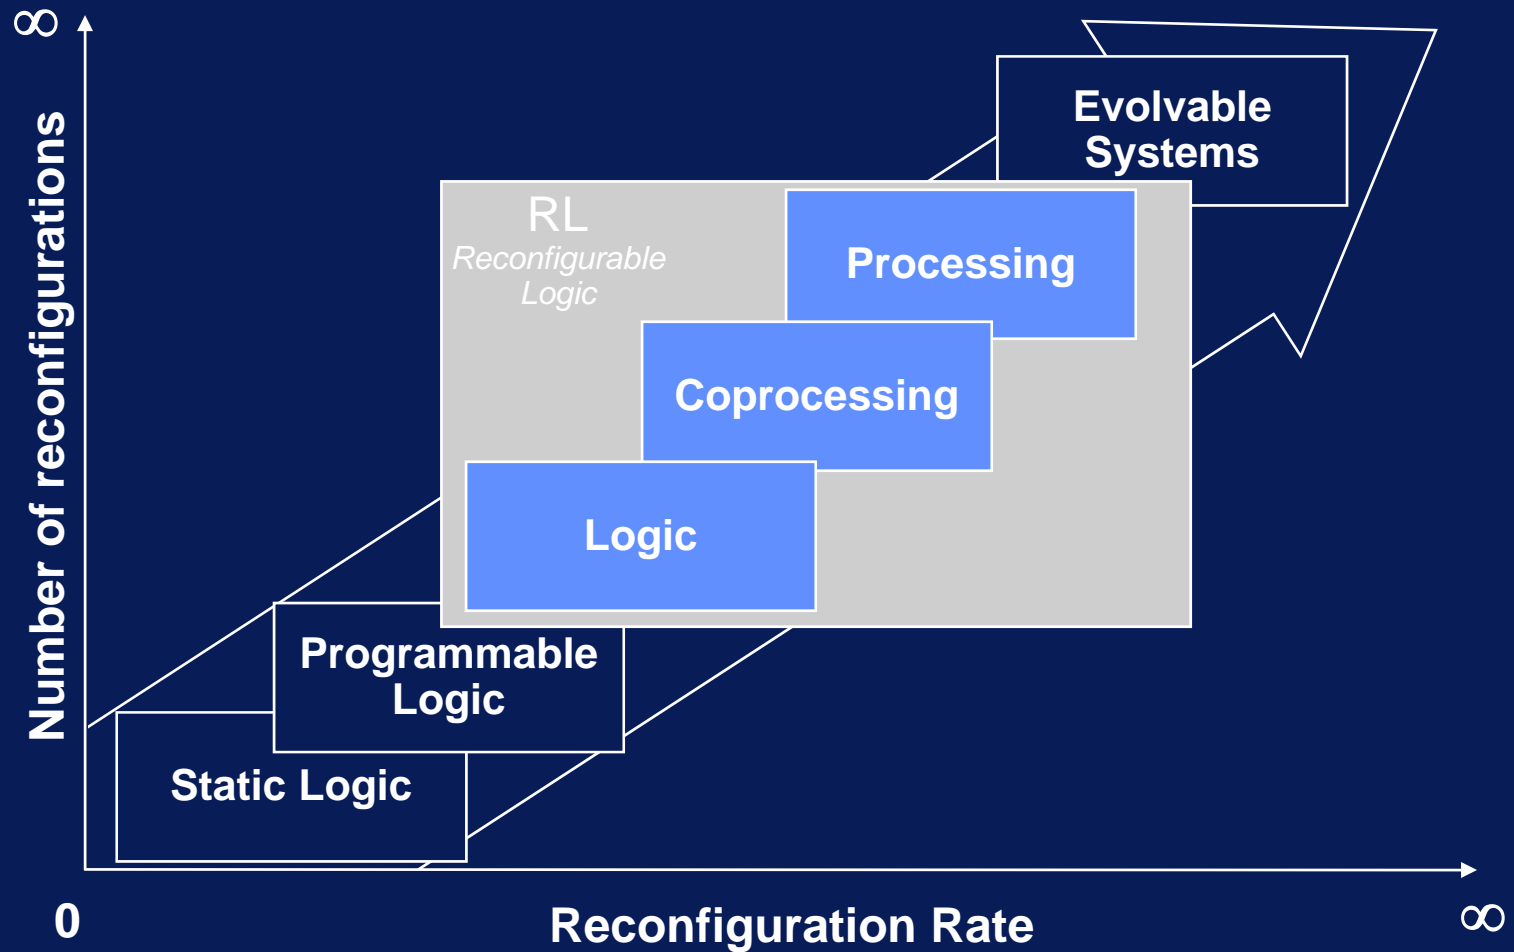 ∞
Number of reconfigurations
Evolvable
Systems
RL
Reconfigurable
Logic
Processing
Coprocessing
Logic
Programmable
Logic
Static Logic
0
Reconfiguration Rate
∞